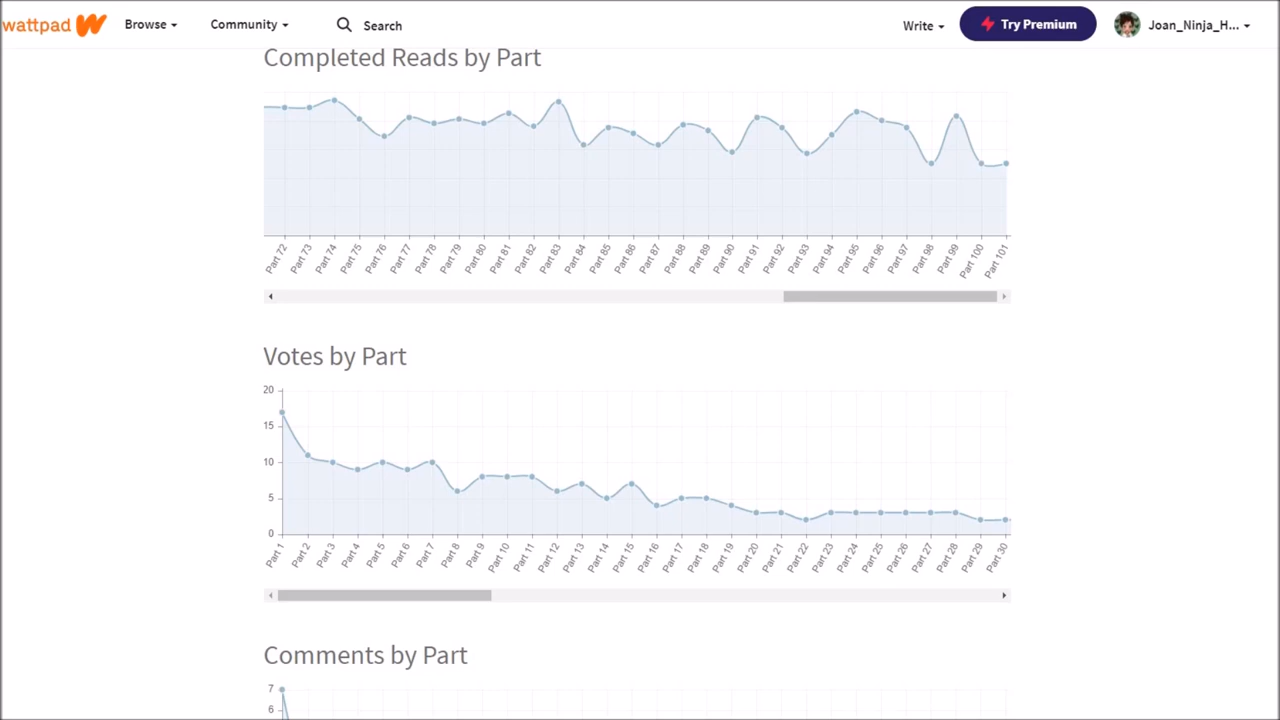 wattpad Browse Community Search Write Try Premium Joan_Ninja_H...
Completed Reads by Part
Part 72 Part 73 Part 74 Part 75 Part 76 Part 77 Part 78 Part 79 Part 80 Part 81 Part 82 Part 83 Part 84 Part 85 Part 86 Part 87 Part 88 Part 89 Part 90 Part 91 Part 92 Part 93 Part 94 Part 95 Part 96 Part 97 Part 98 Part 99 Part 100 Part 101
Votes by Part
20
15
10
5
0
Part 1 Part 2 Part 3 Part 4 Part 5 Part 6 Part 7 Part 8 Part 9 Part 10 Part 11 Part 12 Part 13 Part 14 Part 15 Part 16 Part 17 Part 18 Part 19 Part 20 Part 21 Part 22 Part 23 Part 24 Part 25 Part 26 Part 27 Part 28 Part 29 Part 30
Comments by Part
7
6